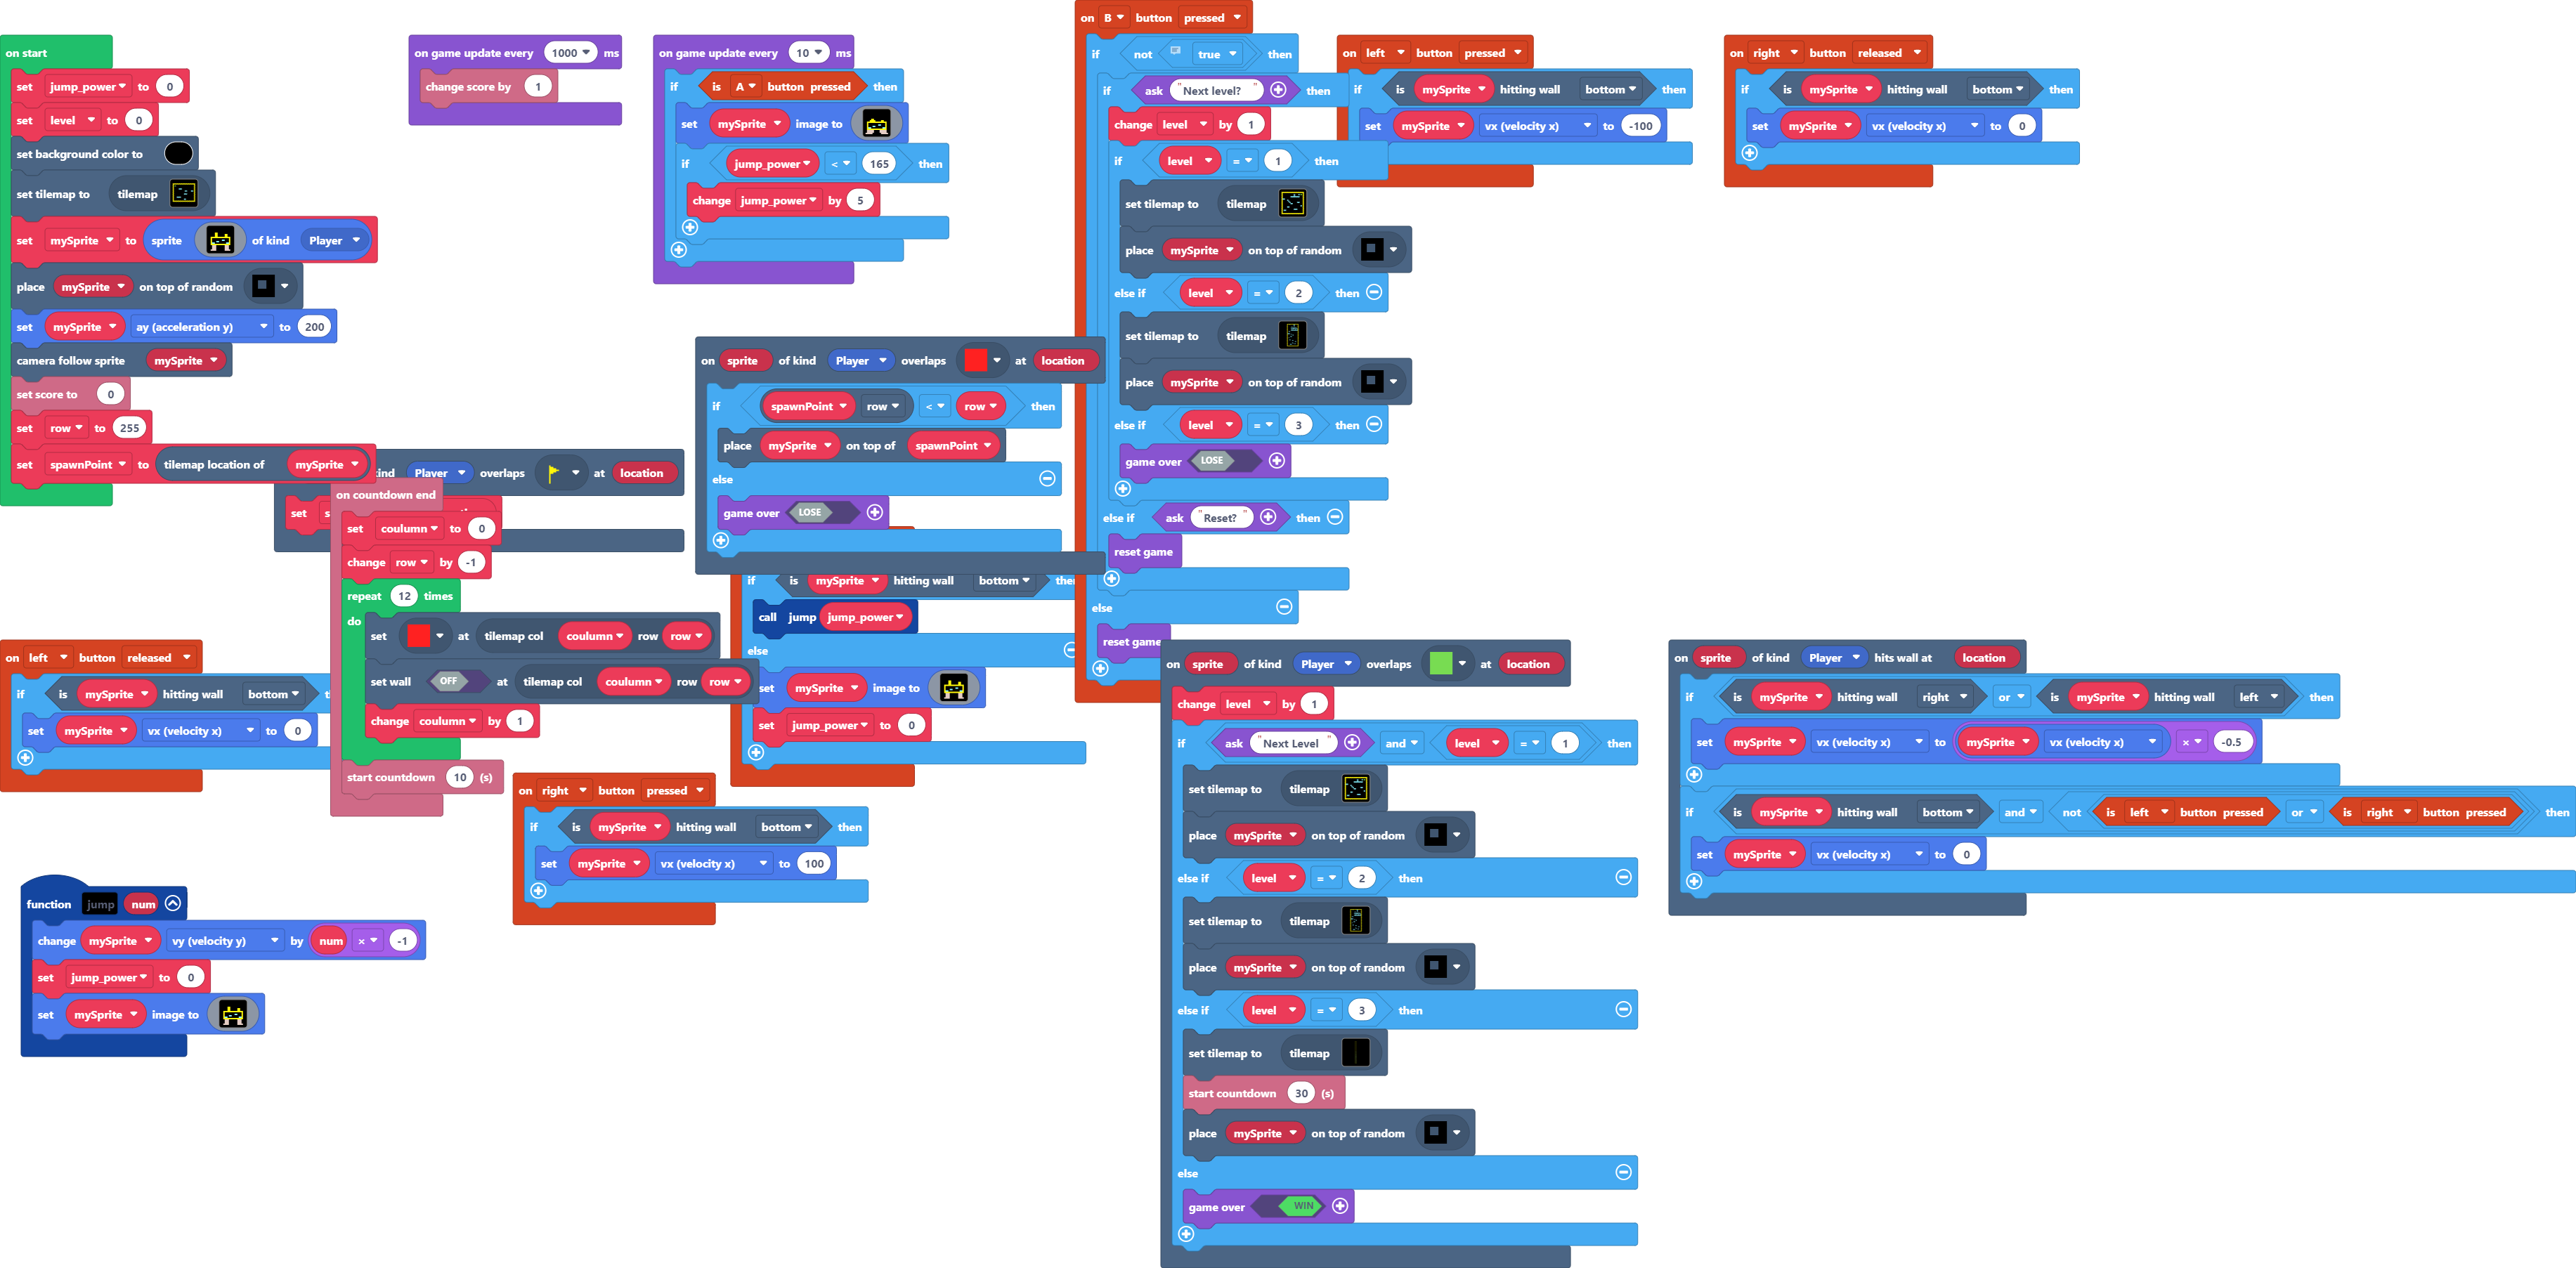 on start
set jump_power to 0
set level to 0
set background color to
set tilemap to tilemap
set mySprite to sprite of kind Player
place mySprite on top of random
set mySprite ay (acceleration y) to 200
camera follow sprite mySprite
set score to 0
set row to 255
set spawnPoint to tilemap location of mySprite
on game update every 1000 ms
change score by 1
on game update every 10 ms
if is A button pressed then
set mySprite image to
if jump_power < 165 then
change jump_power by 5
on B button pressed
if not true then
if ask "Next level?" then
change level by 1
if level = 1 then
set tilemap to tilemap
place mySprite on top of random
else if level = 2 then
set tilemap to tilemap
place mySprite on top of random
else if level = 3 then
game over LOSE
else if ask "Reset?" then
reset game
else
reset game
on left button pressed
if is mySprite hitting wall bottom then
set mySprite vx (velocity x) to -100
on right button released
if is mySprite hitting wall bottom then
set mySprite vx (velocity x) to 0
on sprite of kind Player overlaps at location
if spawnPoint row < row then
place mySprite on top of spawnPoint
else
game over LOSE
Player overlaps at location
set
on countdown end
set coulumn to 0
change row by -1
repeat 12 times
do set at tilemap col coulumn row row
set wall OFF at tilemap col coulumn row row
change coulumn by 1
start countdown 10 (s)
if is mySprite hitting wall bottom
call jump jump_power
else
set mySprite image to
set jump_power to 0
on left button released
if is mySprite hitting wall bottom
set mySprite vx (velocity x) to 0
on right button pressed
if is mySprite hitting wall bottom then
set mySprite vx (velocity x) to 100
function jump num
change mySprite vy (velocity y) by num × -1
set jump_power to 0
set mySprite image to
on sprite of kind Player overlaps at location
change level by 1
if ask "Next Level" and level = 1 then
set tilemap to tilemap
place mySprite on top of random
else if level = 2 then
set tilemap to tilemap
place mySprite on top of random
else if level = 3 then
set tilemap to tilemap
start countdown 30 (s)
place mySprite on top of random
else
game over WIN
on sprite of kind Player hits wall at location
if is mySprite hitting wall right or is mySprite hitting wall left then
set mySprite vx (velocity x) to mySprite vx (velocity x) × -0.5
if is mySprite hitting wall bottom and not is left button pressed or is right button pressed then
set mySprite vx (velocity x) to 0